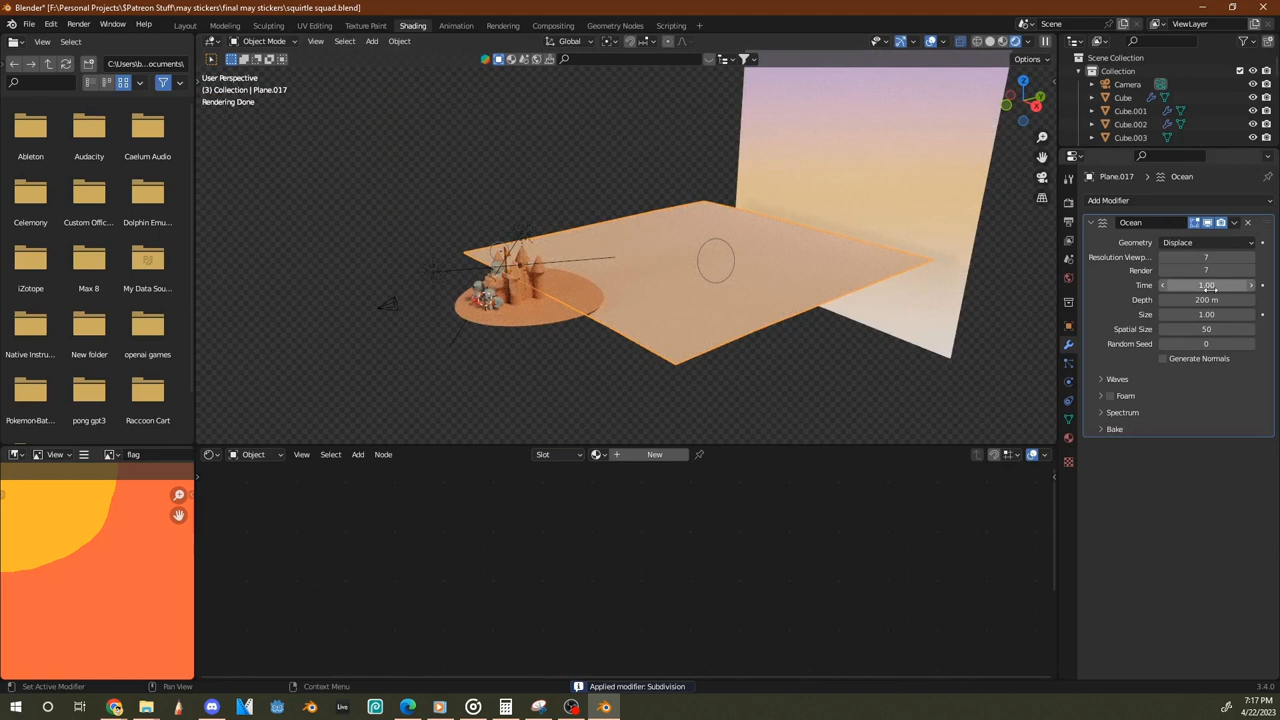 Blender* [F:\Personal Projects\$Patreon Stuff\may stickers\final may stickers\squirtle squad.blend]
File Edit Render Window Help Layout Modeling Sculpting UV Editing Texture Paint Shading Animation Rendering Compositing Geometry Nodes Scripting Scene ViewLayer
View Select C:\Users\b...ocuments\
Object Mode View Select Add Object Global Options
User Perspective
(3) Collection | Plane.017
Rendering Done
Ableton Audacity Caelum Audio
Celemony Custom Offic... Dolphin Emu...
iZotope Max 8 My Data Sou...
Native Instru... New folder openai games
Pokemon-Bat... pong gpt3 Raccoon Cart
Scene Collection
Collection
Camera
Cube
Cube.001
Cube.002
Cube.003
Plane.017 > Ocean
Add Modifier
Ocean
Geometry Displace
Resolution Viewp... 7
Render 7
Time 1.00
Depth 200 m
Size 1.00
Spatial Size 50
Random Seed 0
Generate Normals
Waves
Foam
Spectrum
Bake
View flag
Object View Select Add Node Slot New
Set Active Modifier Pan View Context Menu Applied modifier: Subdivision 3.4.0
Live
7:17 PM
4/22/2023